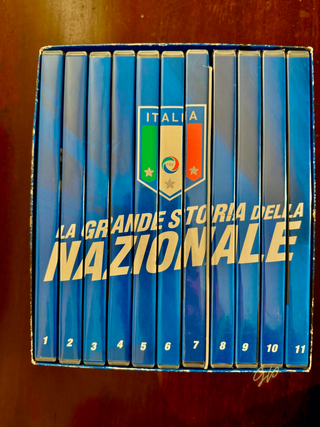 ITALIA
LA GRANDE STORIA DELLA
NAZIONALE
1 2 3 4 5 6 7 8 9 10 11